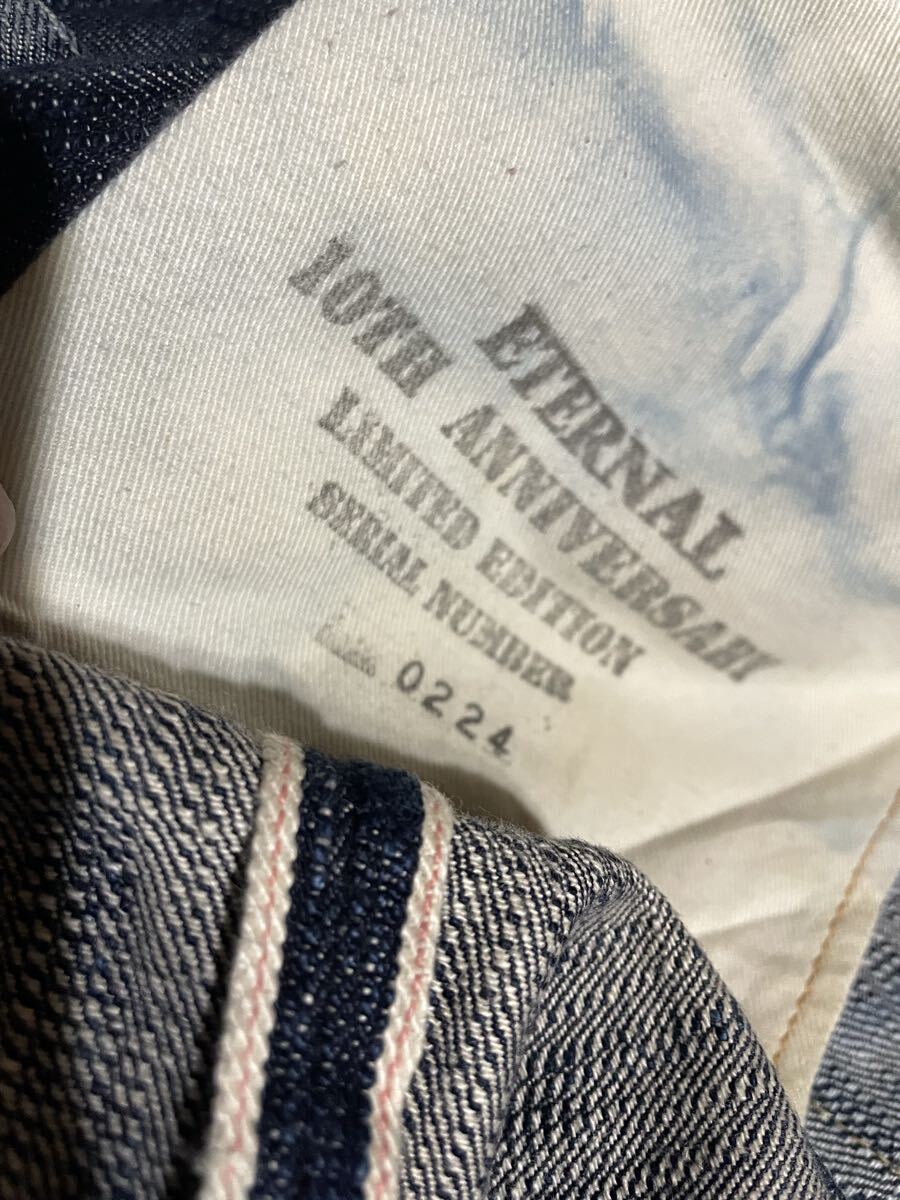 ETERNAL
10TH ANNIVERSARY
LIMITED EDITION
SERIAL NUMBER
0224